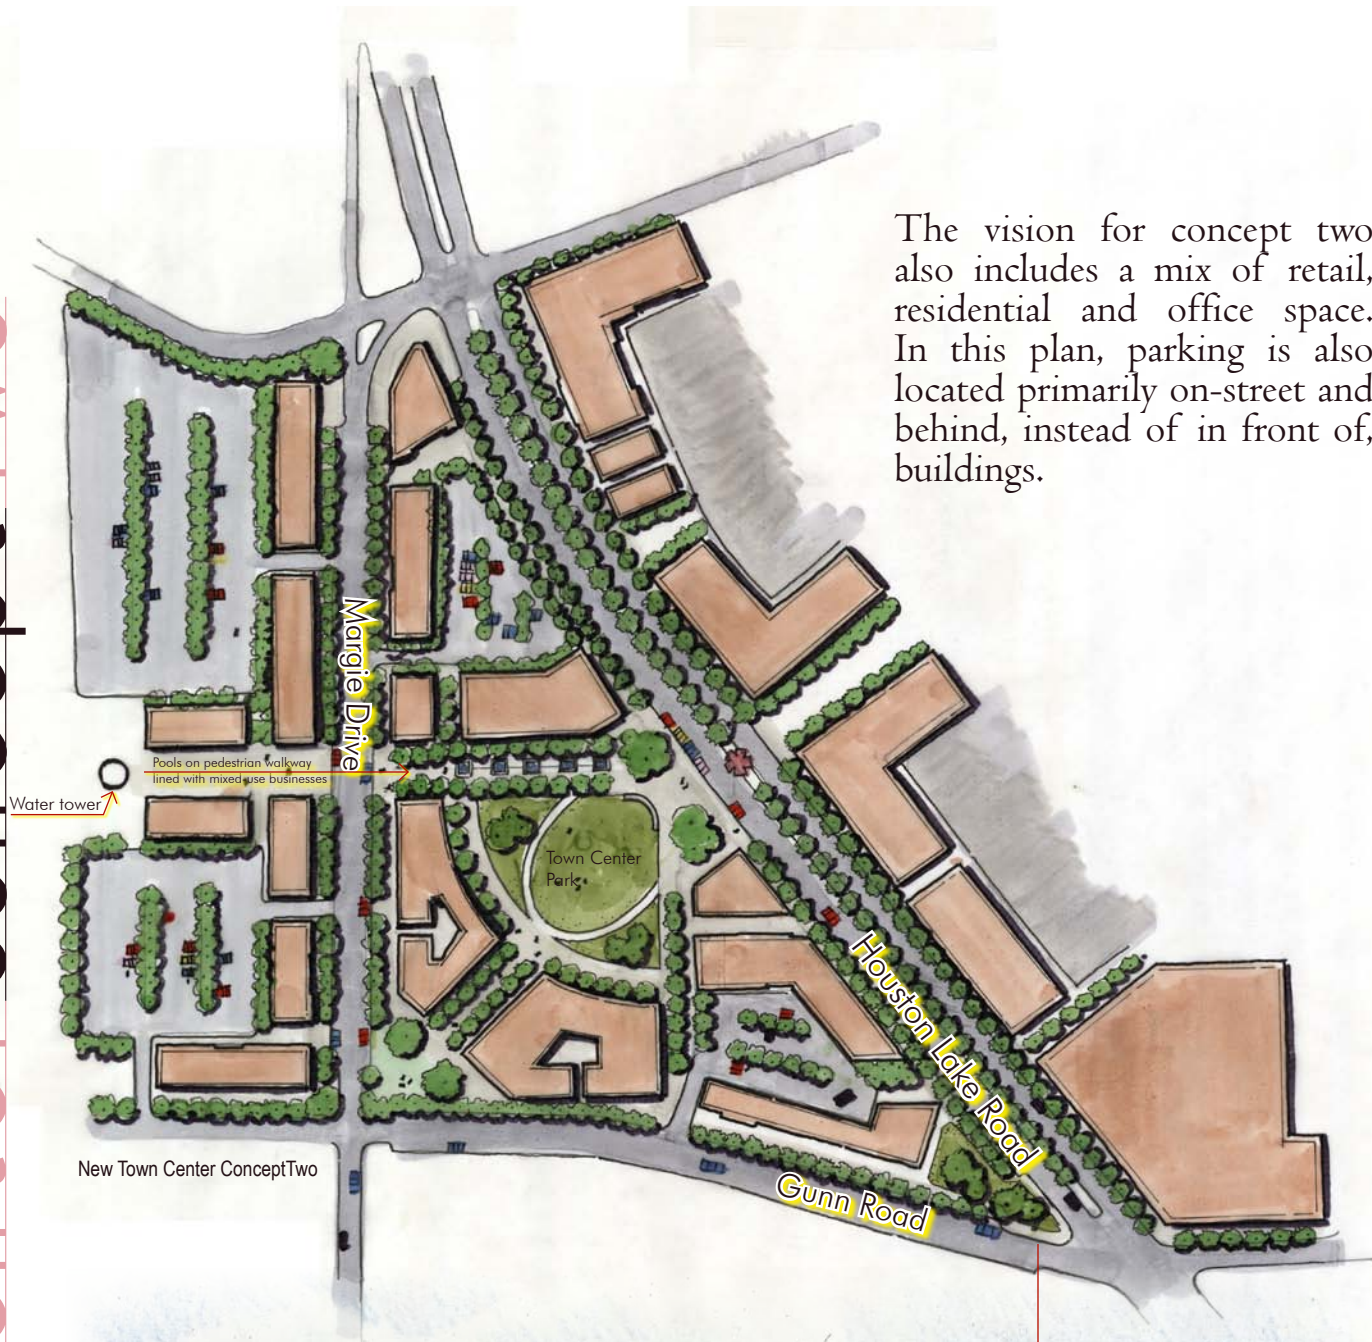 The vision for concept two
also includes a mix of retail,
residential and office space.
In this plan, parking is also
located primarily on-street and
behind, instead of in front of,
buildings.
Margie Drive
Pools on pedestrian walkway
lined with mixed use businesses
Water tower
Town Center
Park
Houston Lake Road
New Town Center ConceptTwo
Gunn Road